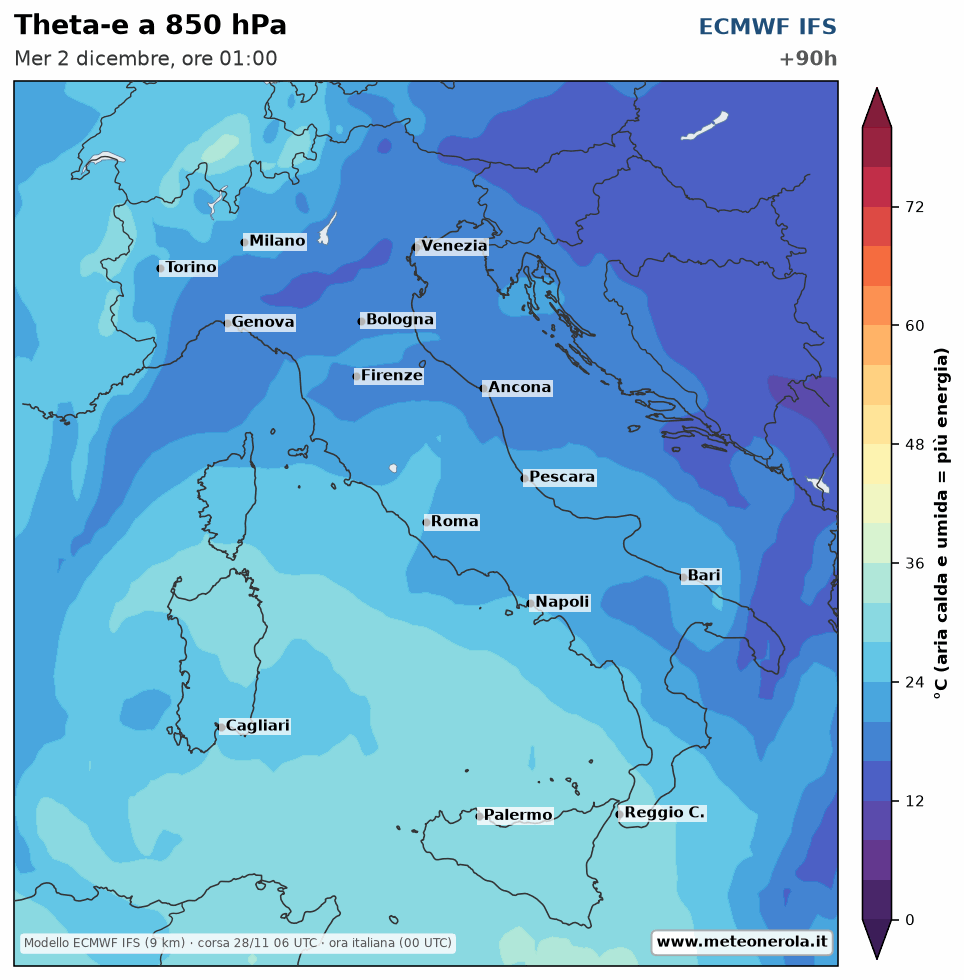 Theta-e a 850 hPa
ECMWF IFS
Mer 2 dicembre, ore 01:00
+90h
Milano
Venezia
Torino
Genova
Bologna
Firenze
Ancona
Pescara
Roma
Bari
Napoli
Cagliari
Palermo
Reggio C.
72
60
48
36
24
12
0
°C (aria calda e umida = più energia)
Modello ECMWF IFS (9 km) · corsa 28/11 06 UTC · ora italiana (00 UTC)
www.meteonerola.it